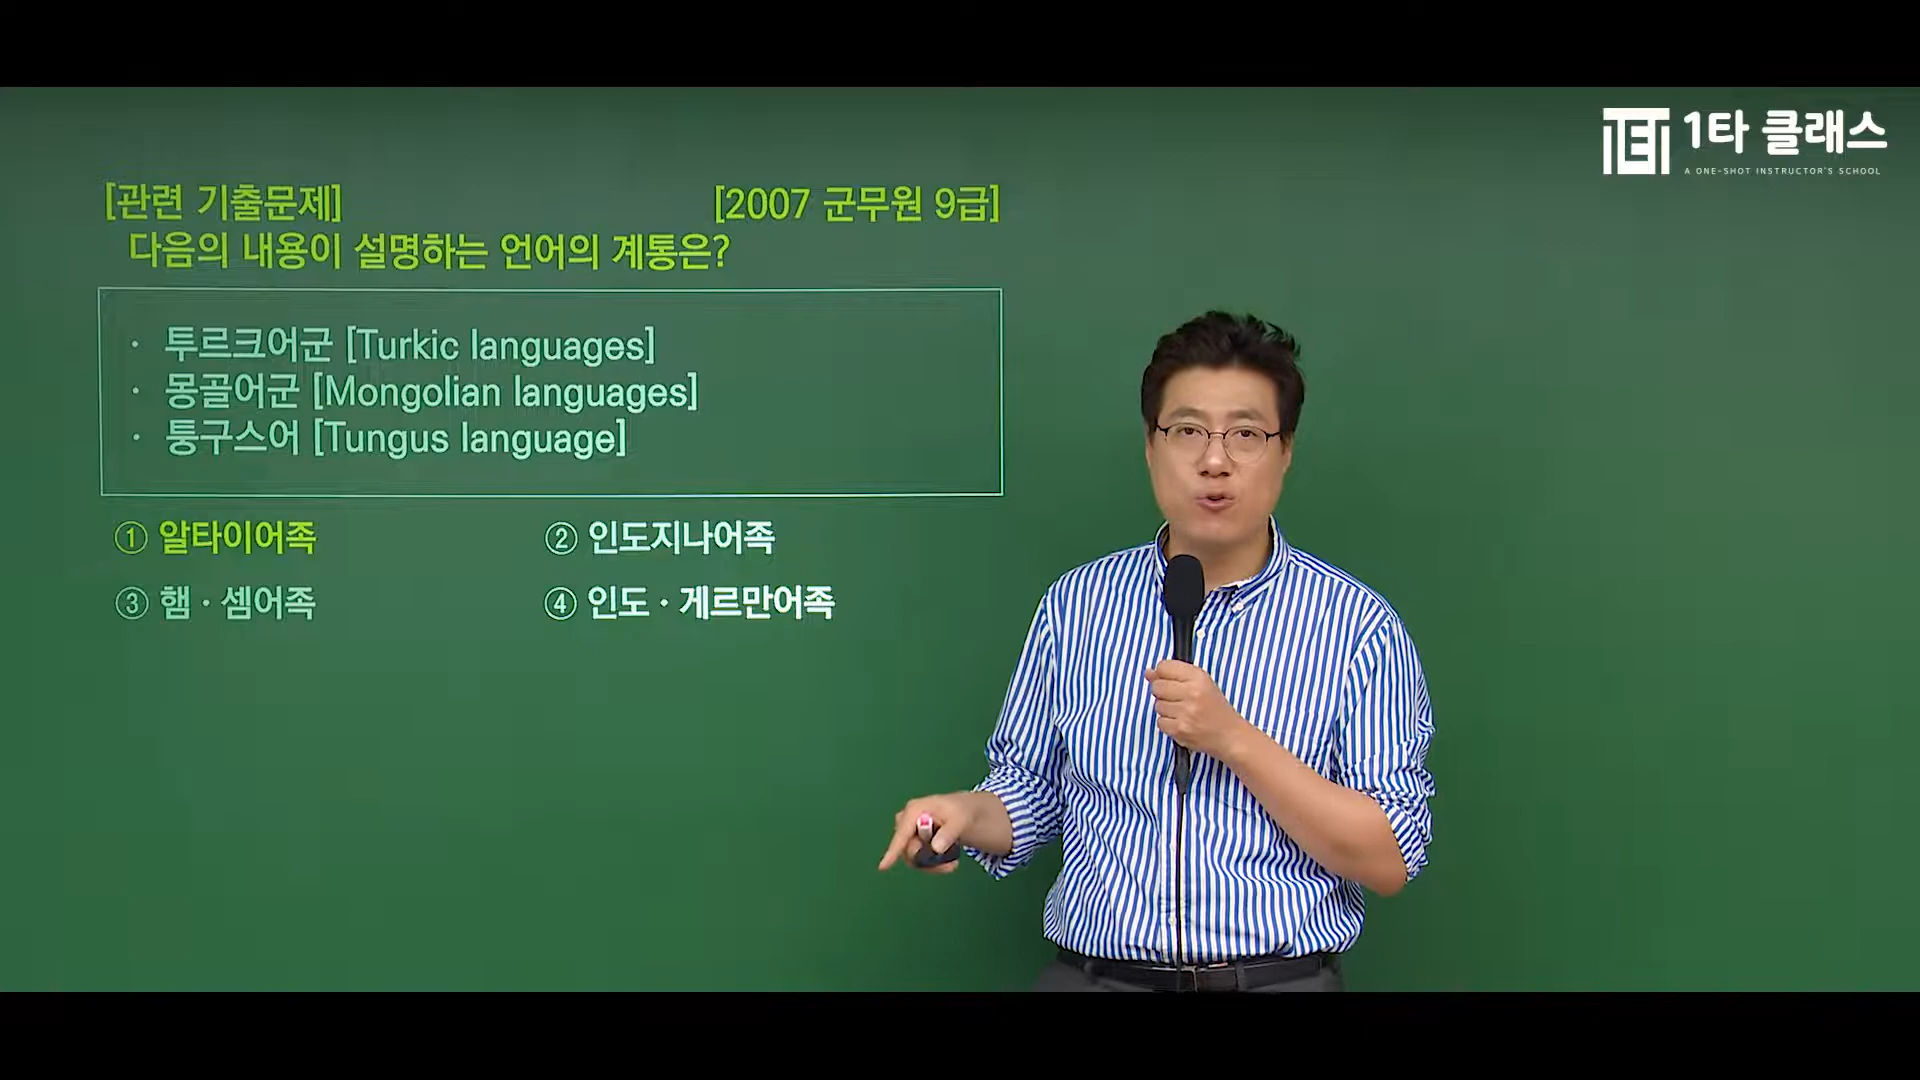 1타 클래스
A ONE-SHOT INSTRUCTOR'S SCHOOL
[관련 기출문제] [2007 군무원 9급]
다음의 내용이 설명하는 언어의 계통은?
· 투르크어군 [Turkic languages]
· 몽골어군 [Mongolian languages]
· 퉁구스어 [Tungus language]
① 알타이어족 ② 인도지나어족
③ 햄·셈어족 ④ 인도·게르만어족